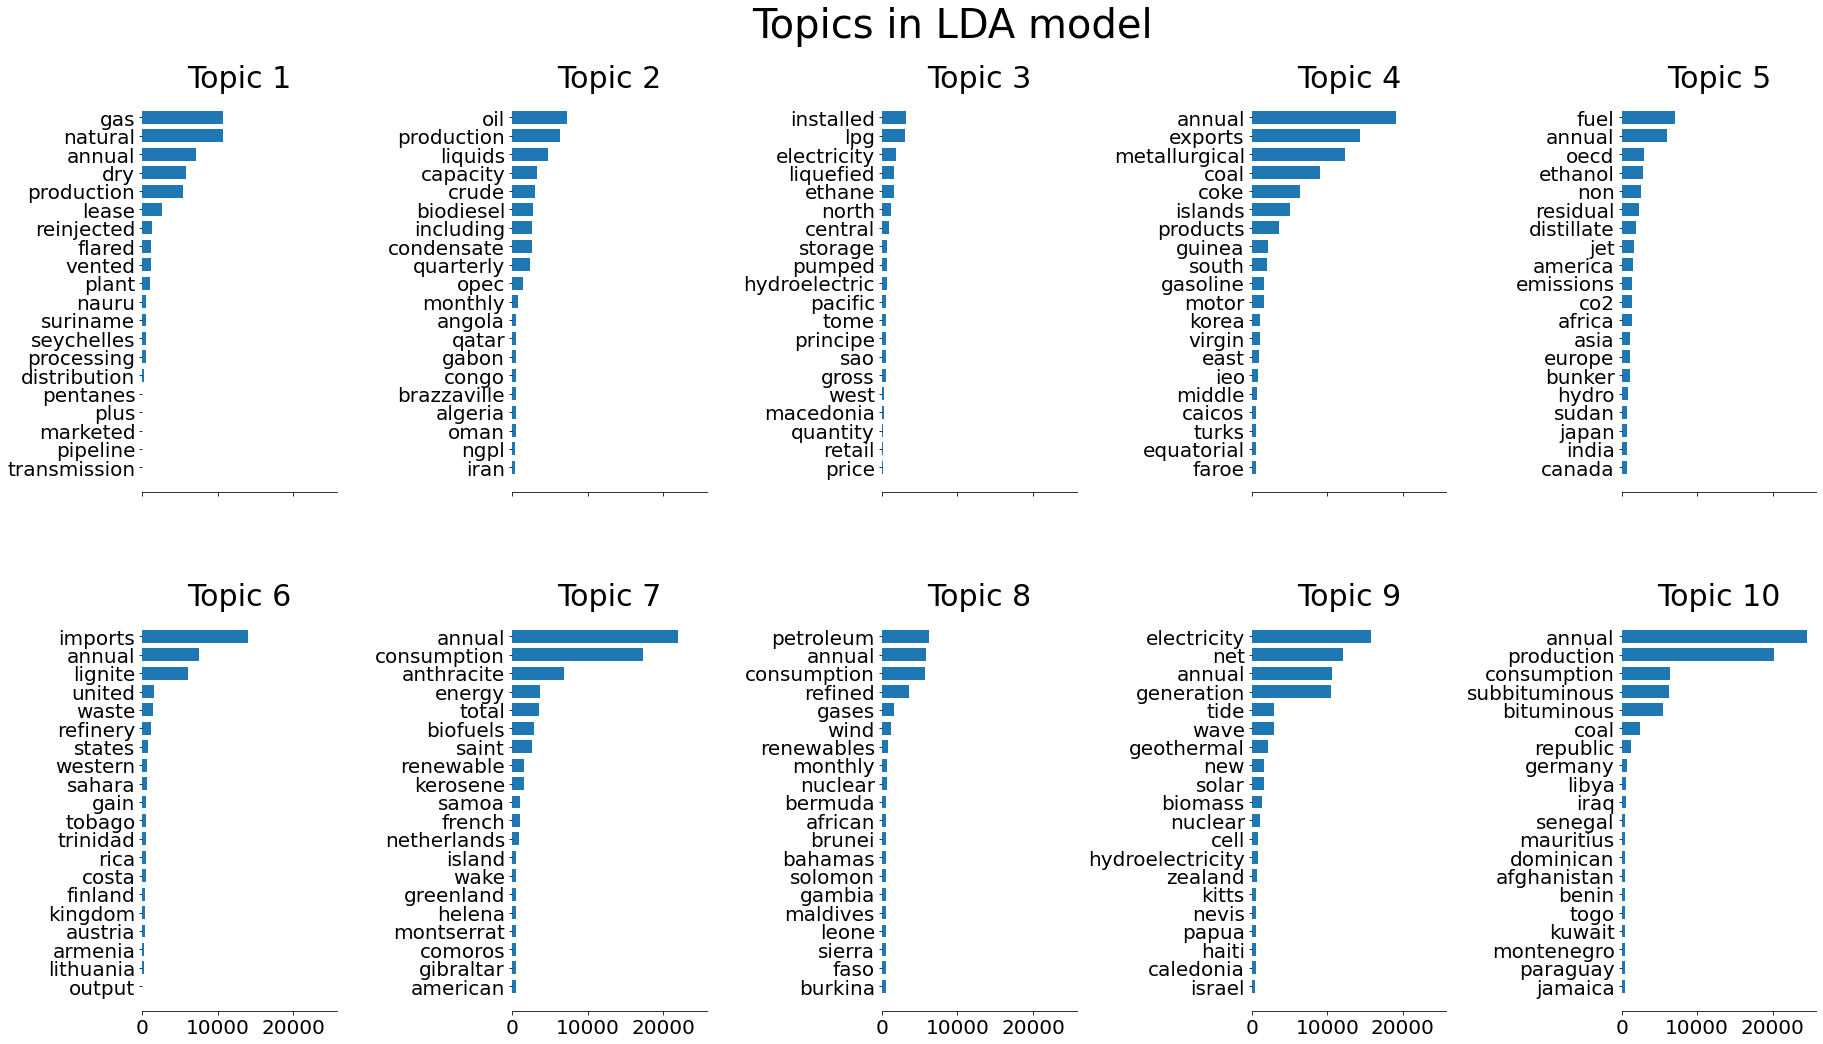 Topics in LDA model
Topic 1
gas
natural
annual
dry
production
lease
reinjected
flared
vented
plant
nauru
suriname
seychelles
processing
distribution
pentanes
plus
marketed
pipeline
transmission
Topic 2
oil
production
liquids
capacity
crude
biodiesel
including
condensate
quarterly
opec
monthly
angola
qatar
gabon
congo
brazzaville
algeria
oman
ngpl
iran
Topic 3
installed
lpg
electricity
liquefied
ethane
north
central
storage
pumped
hydroelectric
pacific
tome
principe
sao
gross
west
macedonia
quantity
retail
price
Topic 4
annual
exports
metallurgical
coal
coke
islands
products
guinea
south
gasoline
motor
korea
virgin
east
ieo
middle
caicos
turks
equatorial
faroe
Topic 5
fuel
annual
oecd
ethanol
non
residual
distillate
jet
america
emissions
co2
africa
asia
europe
bunker
hydro
sudan
japan
india
canada
Topic 6
imports
annual
lignite
united
waste
refinery
states
western
sahara
gain
tobago
trinidad
rica
costa
finland
kingdom
austria
armenia
lithuania
output
0 10000 20000
Topic 7
annual
consumption
anthracite
energy
total
biofuels
saint
renewable
kerosene
samoa
french
netherlands
island
wake
greenland
helena
montserrat
comoros
gibraltar
american
0 10000 20000
Topic 8
petroleum
annual
consumption
refined
gases
wind
renewables
monthly
nuclear
bermuda
african
brunei
bahamas
solomon
gambia
maldives
leone
sierra
faso
burkina
0 10000 20000
Topic 9
electricity
net
annual
generation
tide
wave
geothermal
new
solar
biomass
nuclear
cell
hydroelectricity
zealand
kitts
nevis
papua
haiti
caledonia
israel
0 10000 20000
Topic 10
annual
production
consumption
subbituminous
bituminous
coal
republic
germany
libya
iraq
senegal
mauritius
dominican
afghanistan
benin
togo
kuwait
montenegro
paraguay
jamaica
0 10000 20000